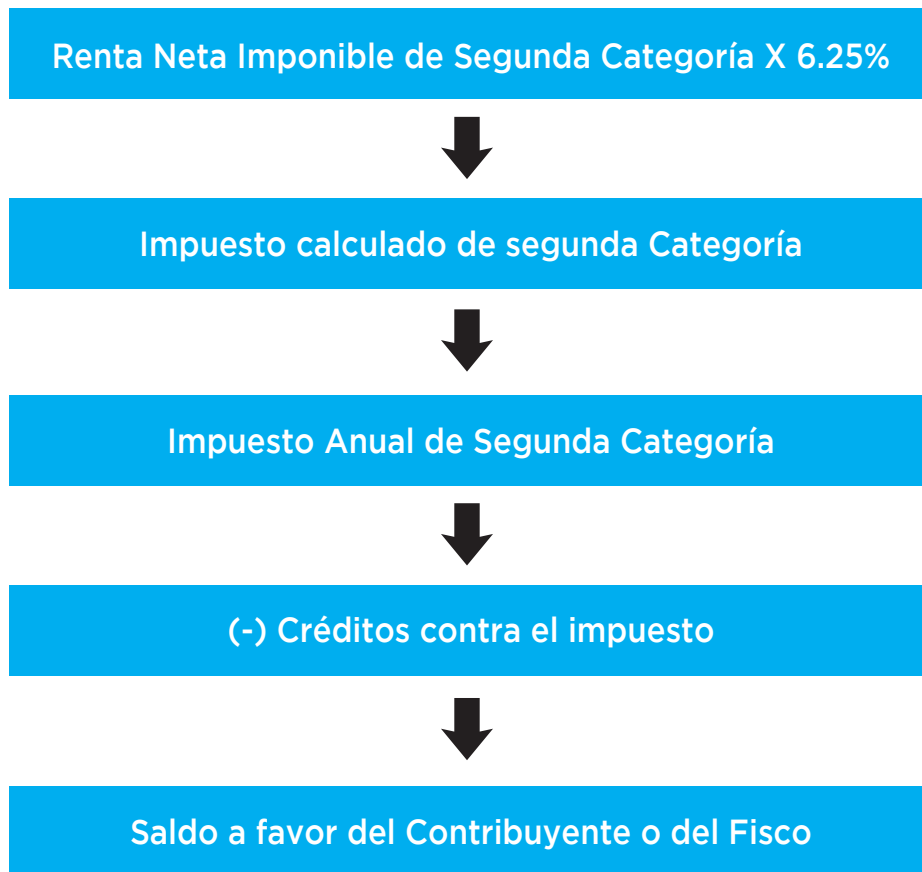 Renta Neta Imponible de Segunda Categoría X 6.25%
Impuesto calculado de segunda Categoría
Impuesto Anual de Segunda Categoría
(-) Créditos contra el impuesto
Saldo a favor del Contribuyente o del Fisco